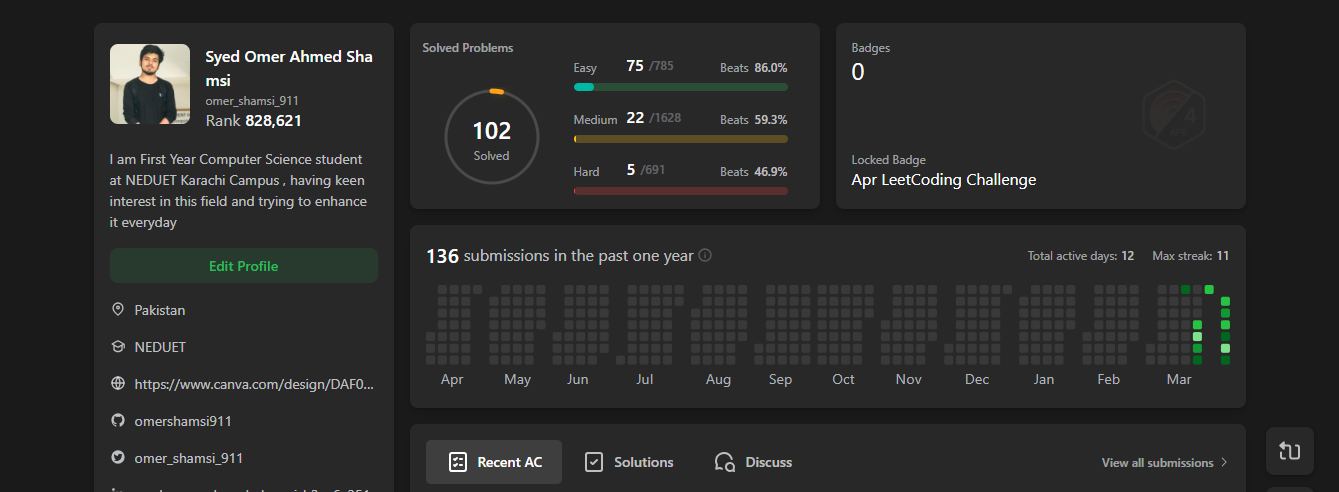 Syed Omer Ahmed Sha
msi
omer_shamsi_911
Rank 828,621
I am First Year Computer Science student
at NEDUET Karachi Campus , having keen
interest in this field and trying to enhance
it everyday
Edit Profile
Pakistan
NEDUET
https://www.canva.com/design/DAF0...
omershamsi911
omer_shamsi_911
Solved Problems
102
Solved
Easy 75 /785 Beats 86.0%
Medium 22 /1628 Beats 59.3%
Hard 5 /691 Beats 46.9%
Badges
0
Locked Badge
Apr LeetCoding Challenge
136 submissions in the past one year
Total active days: 12 Max streak: 11
Apr May Jun Jul Aug Sep Oct Nov Dec Jan Feb Mar
Recent AC Solutions Discuss View all submissions